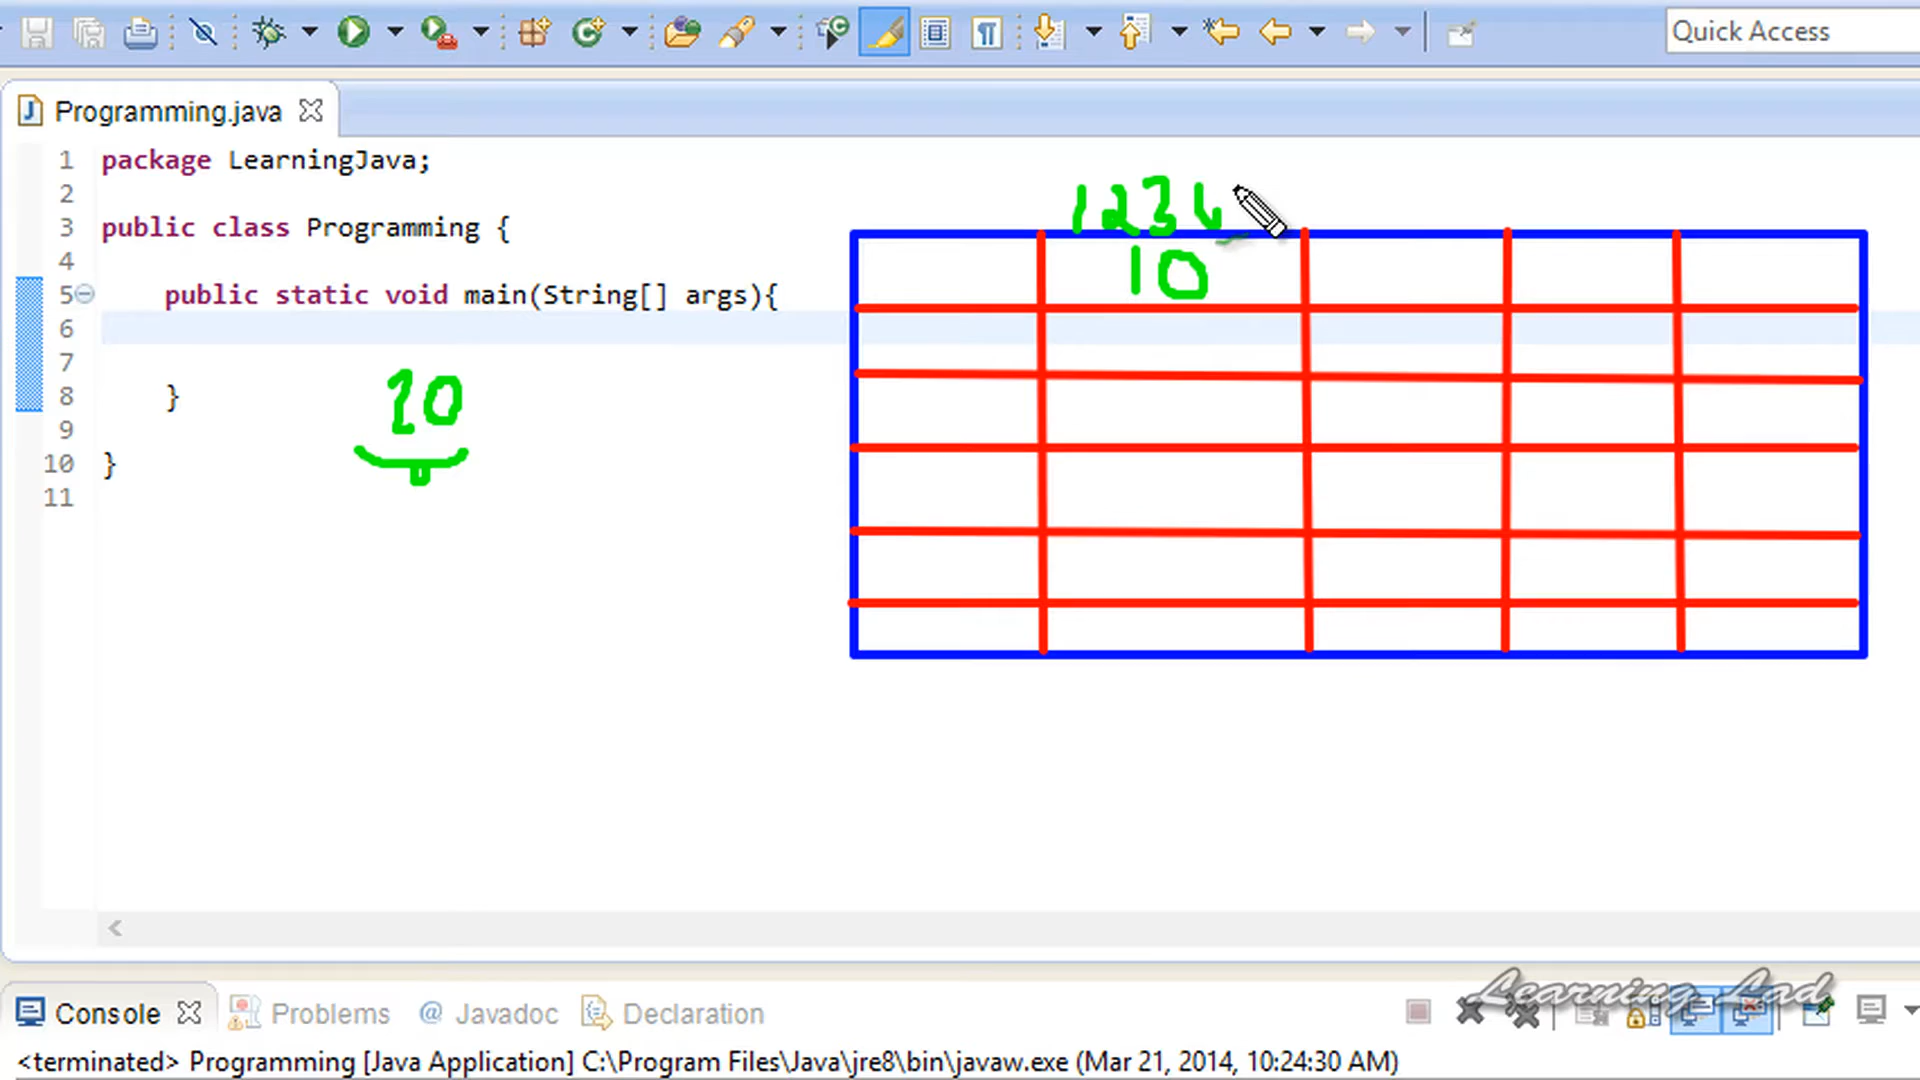 Quick Access
Programming.java
1 package LearningJava;
2
3 public class Programming {
4
5 public static void main(String[] args){
6
7
8 }
9
10 }
11
10
10
Learning Lad
Console Problems @ Javadoc Declaration
<terminated> Programming [Java Application] C:\Program Files\Java\jre8\bin\javaw.exe (Mar 21, 2014, 10:24:30 AM)